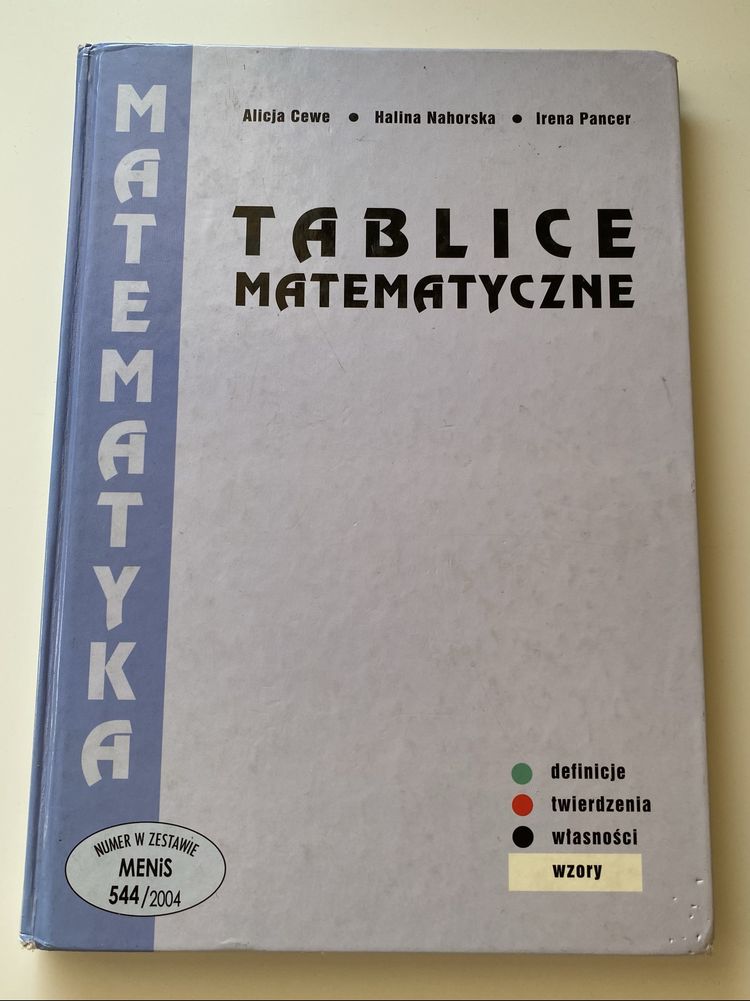 Alicja Cewe • Halina Nahorska • Irena Pancer
TABLICE
MATEMATYCZNE
MATEMATYKA
definicje
twierdzenia
własności
wzory
NUMER W ZESTAWIE
MENiS
544/2004